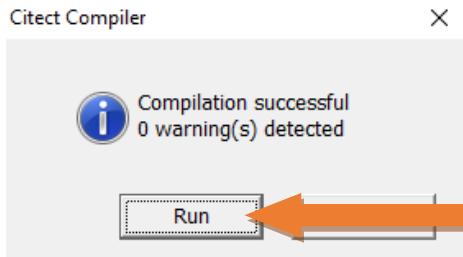 Citect Compiler
Compilation successful
0 warning(s) detected
Run